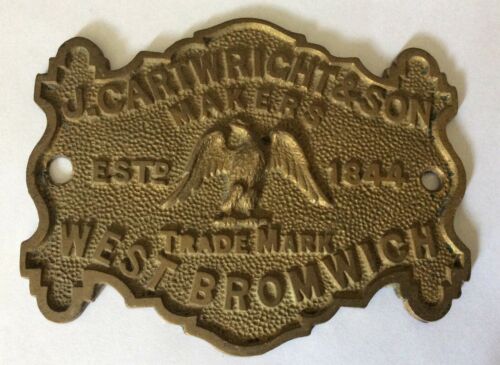 J. CARTWRIGHT & SON
MAKERS
ESTD 1844
TRADE MARK
WEST BROMWICH